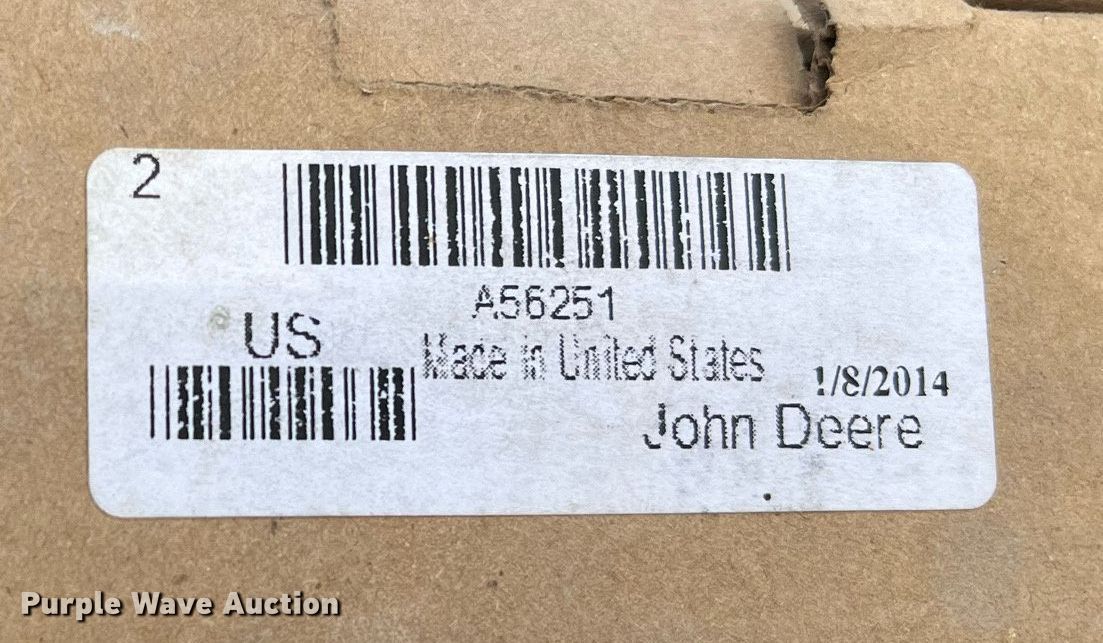 2
A56251
US
Made in United States
1/8/2014
John Deere
Purple Wave Auction